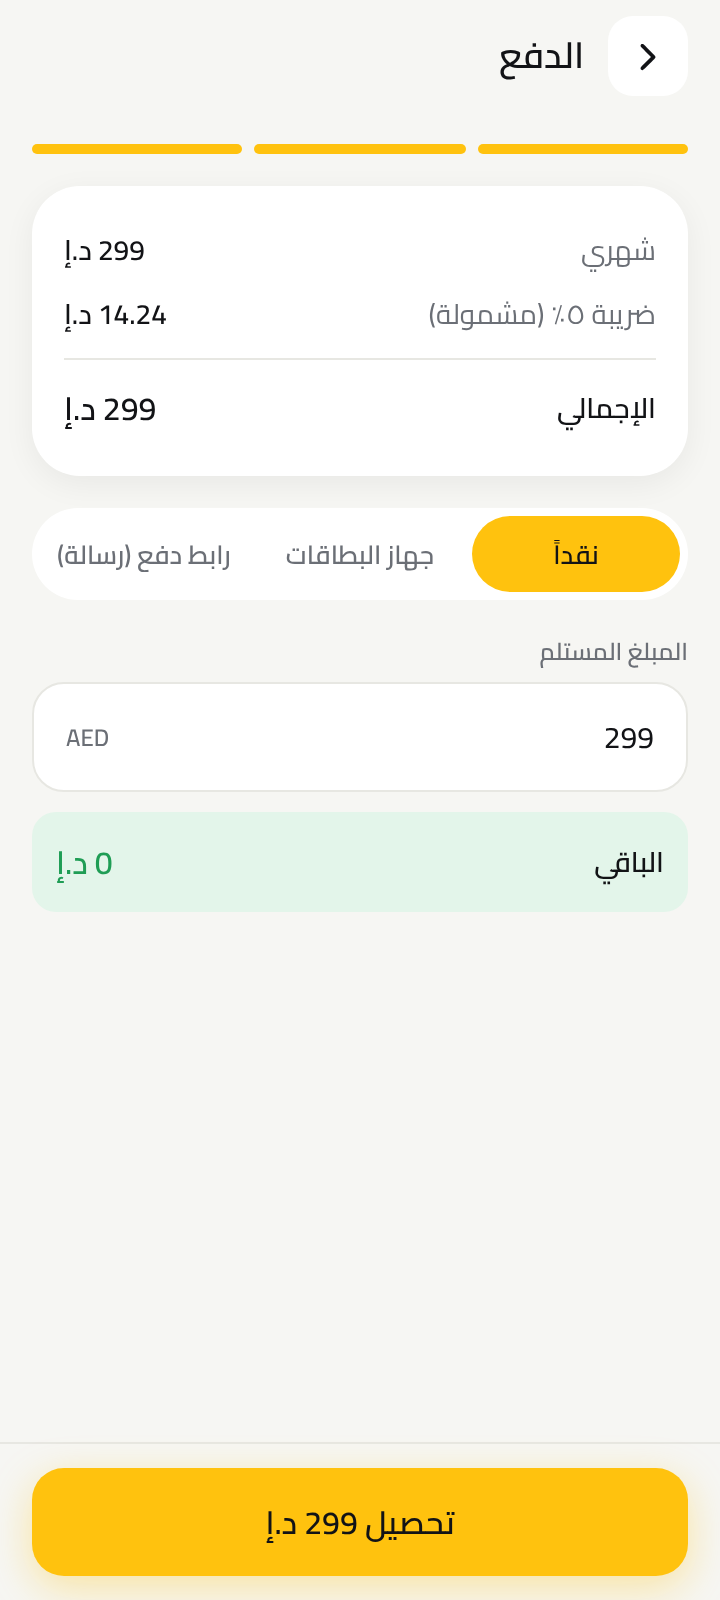 الدفع
شهري 299 د.إ
ضريبة ٥٪ (مشمولة) 14.24 د.إ
الإجمالي 299 د.إ
نقداً جهاز البطاقات رابط دفع (رسالة)
المبلغ المستلم
299 AED
الباقي 0 د.إ
تحصيل 299 د.إ